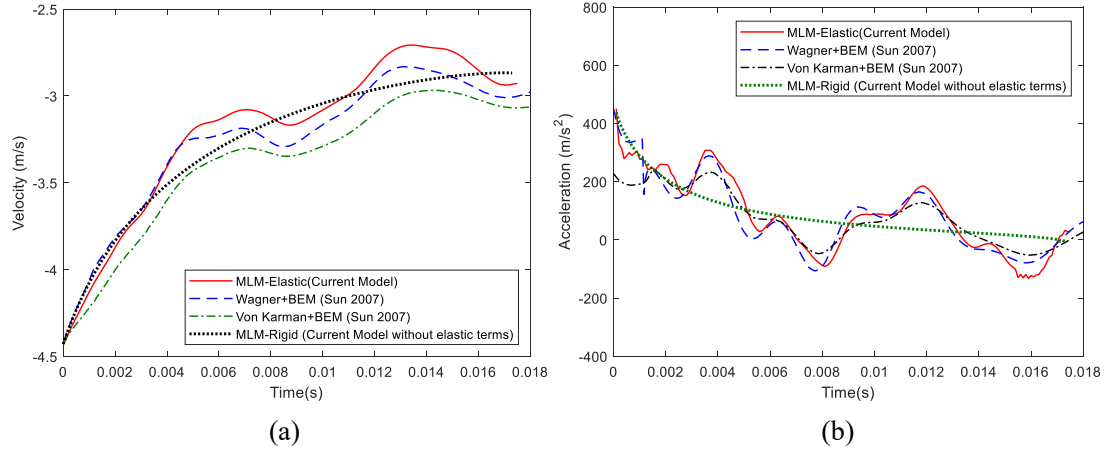 -2.5
-3
-3.5
-4
-4.5
Velocity (m/s)
MLM-Elastic(Current Model)
Wagner+BEM (Sun 2007)
Von Karman+BEM (Sun 2007)
MLM-Rigid (Current Model without elastic terms)
0 0.002 0.004 0.006 0.008 0.010 0.012 0.014 0.016 0.018
Time(s)
(a)
800
600
400
200
0
-200
-400
Acceleration (m/s²)
MLM-Elastic(Current Model)
Wagner+BEM (Sun 2007)
Von Karman+BEM (Sun 2007)
MLM-Rigid (Current Model without elastic terms)
0 0.002 0.004 0.006 0.008 0.010 0.012 0.014 0.016 0.018
Time(s)
(b)